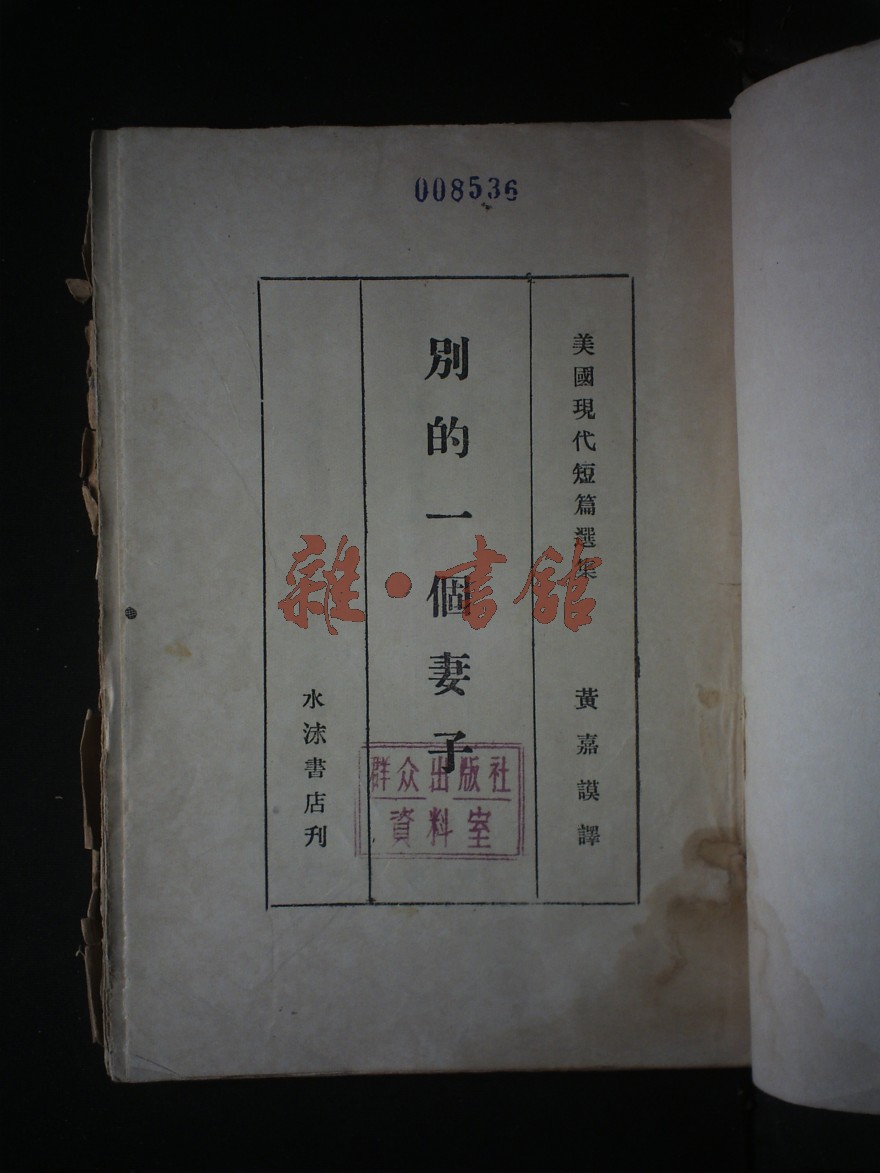 008536
美國現代短篇選集
黃嘉謨譯
別的一個妻子
水沫書店刊
雜·書館
群众出版社
資料室